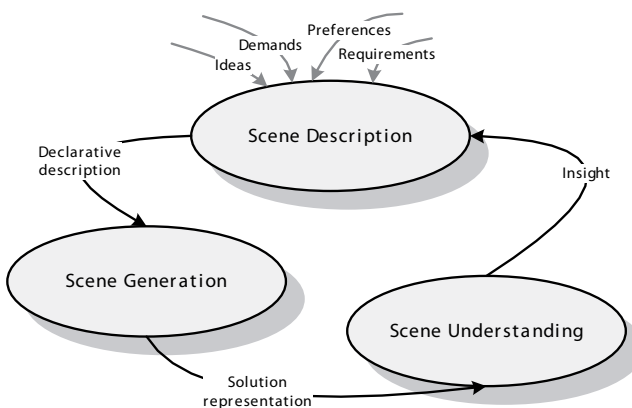 Preferences
Demands
Requirements
Ideas
Scene Description
Declarative
description
Insight
Scene Generation
Scene Understanding
Solution
representation